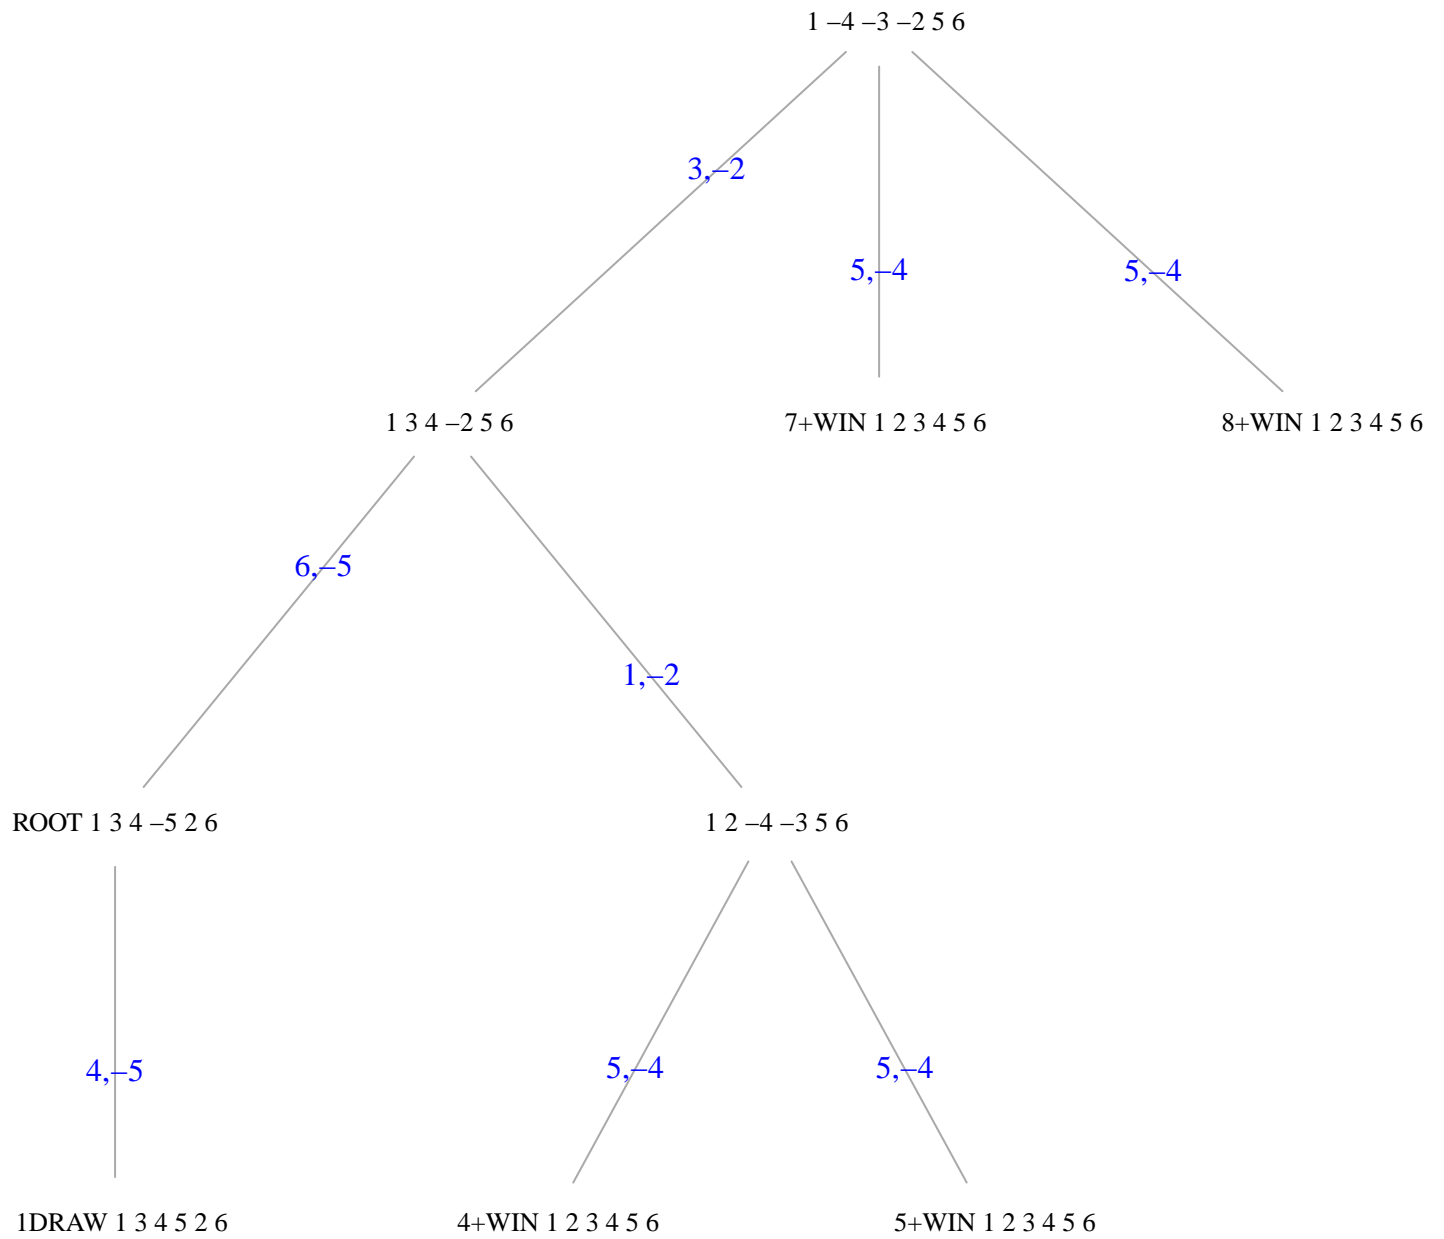 1 –4 –3 –2 5 6
3,–2
5,–4
5,–4
1 3 4 –2 5 6
7+WIN 1 2 3 4 5 6
8+WIN 1 2 3 4 5 6
6,–5
1,–2
ROOT 1 3 4 –5 2 6
1 2 –4 –3 5 6
4,–5
5,–4
5,–4
1DRAW 1 3 4 5 2 6
4+WIN 1 2 3 4 5 6
5+WIN 1 2 3 4 5 6